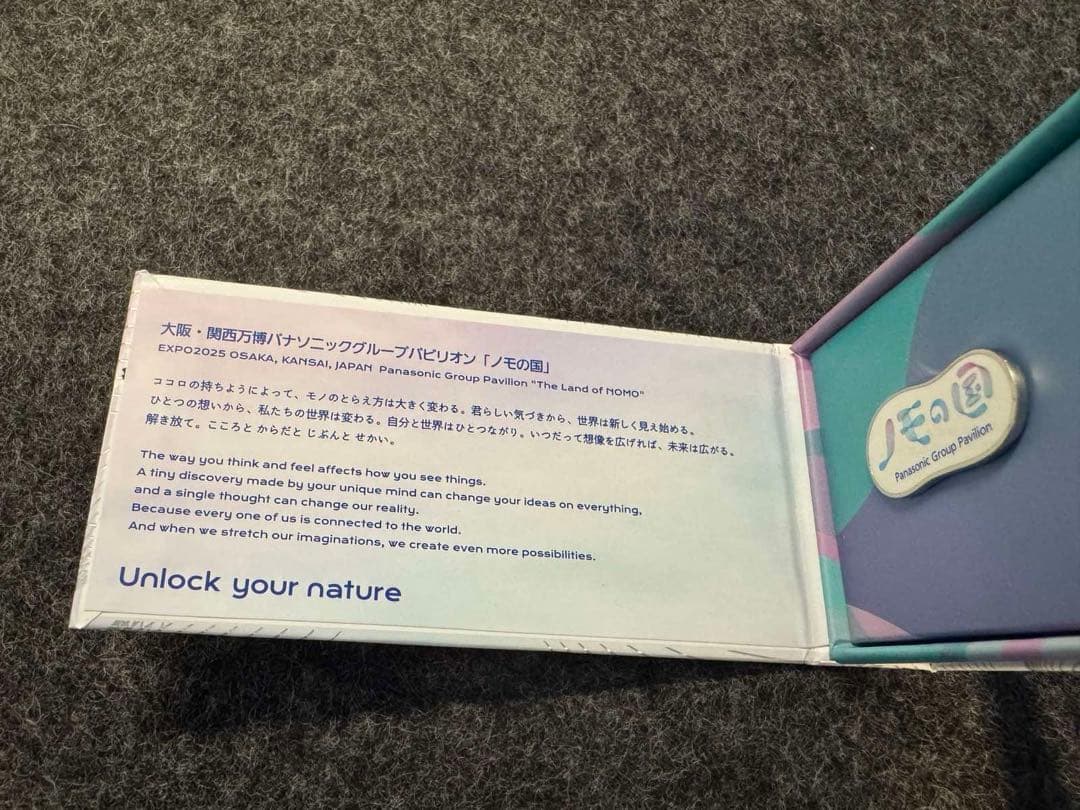 大阪・関西万博パナソニックグループパビリオン「ノモの国」
EXPO2025 OSAKA, KANSAI, JAPAN Panasonic Group Pavilion "The Land of NOMO"
ココロの持ちようによって、モノのとらえ方は大きく変わる。君らしい気づきから、世界は新しく見え始める。
ひとつの想いから、私たちの世界は変わる。自分と世界はひとつながり。いつだって想像を広げれば、未来は広がる。
解き放て。こころと からだと じぶんと せかい。
The way you think and feel affects how you see things.
A tiny discovery made by your unique mind can change your ideas on everything,
and a single thought can change our reality.
Because every one of us is connected to the world.
And when we stretch our imaginations, we create even more possibilities.
Unlock your nature
ノモの国
Panasonic Group Pavilion